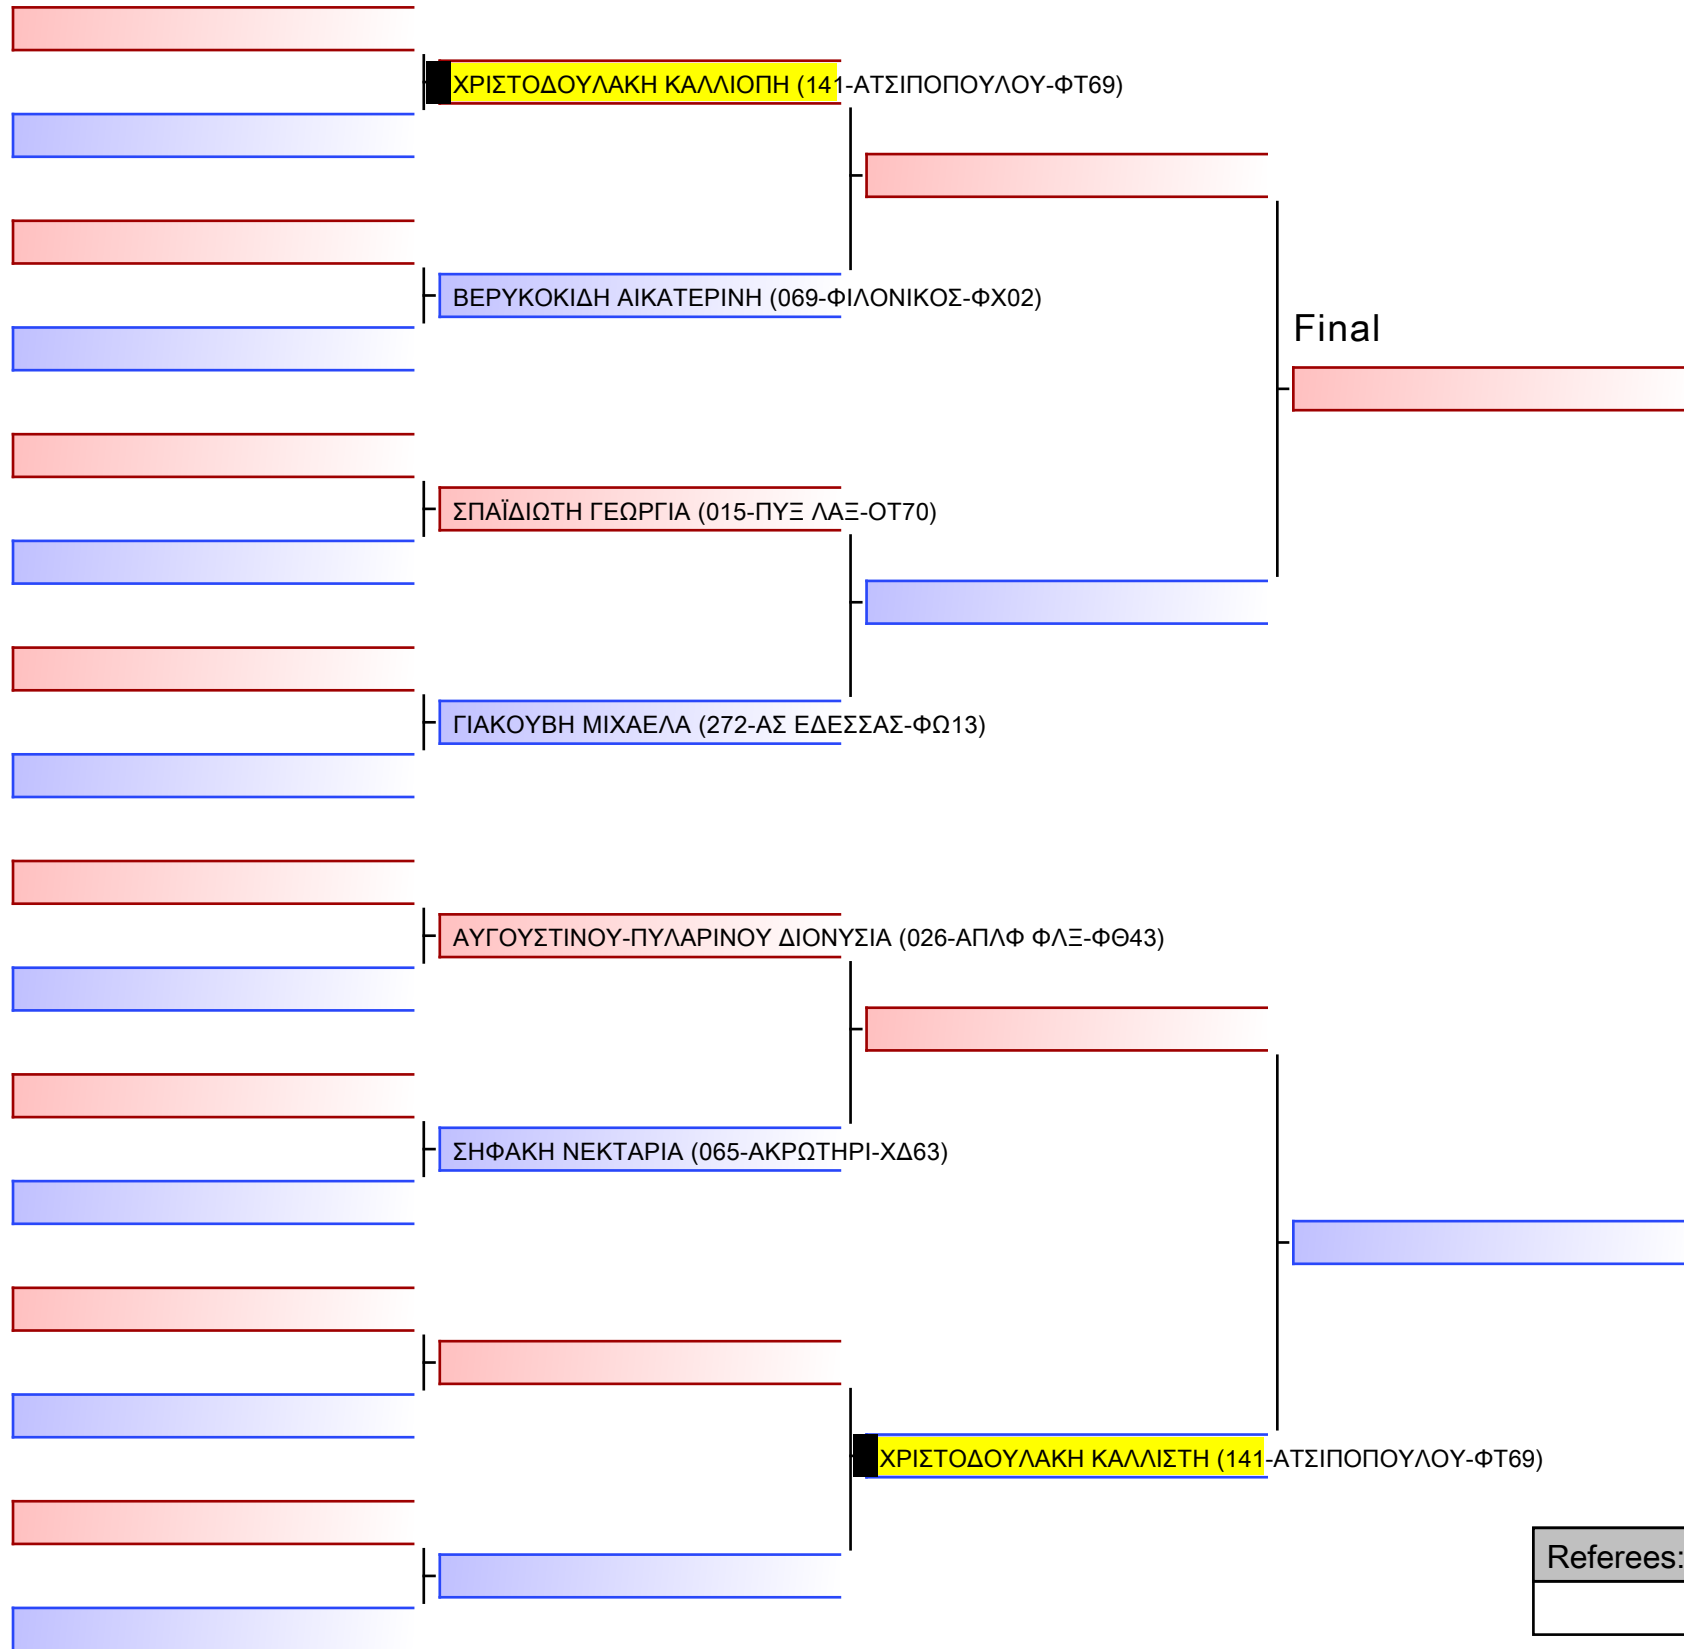 ΧΡΙΣΤΟΔΟΥΛΑΚΗ ΚΑΛΛΙΟΠΗ (141-ΑΤΣΙΠΟΠΟΥΛΟΥ-ΦΤ69)
ΒΕΡΥΚΟΚΙΔΗ ΑΙΚΑΤΕΡΙΝΗ (069-ΦΙΛΟΝΙΚΟΣ-ΦΧ02)
Final
ΣΠΑΪΔΙΩΤΗ ΓΕΩΡΓΙΑ (015-ΠΥΞ ΛΑΞ-ΟΤ70)
ΓΙΑΚΟΥΒΗ ΜΙΧΑΕΛΑ (272-ΑΣ ΕΔΕΣΣΑΣ-ΦΩ13)
ΑΥΓΟΥΣΤΙΝΟΥ-ΠΥΛΑΡΙΝΟΥ ΔΙΟΝΥΣΙΑ (026-ΑΠΛΦ ΦΛΞ-ΦΘ43)
ΣΗΦΑΚΗ ΝΕΚΤΑΡΙΑ (065-ΑΚΡΩΤΗΡΙ-ΧΔ63)
ΧΡΙΣΤΟΔΟΥΛΑΚΗ ΚΑΛΛΙΣΤΗ (141-ΑΤΣΙΠΟΠΟΥΛΟΥ-ΦΤ69)
Referees: